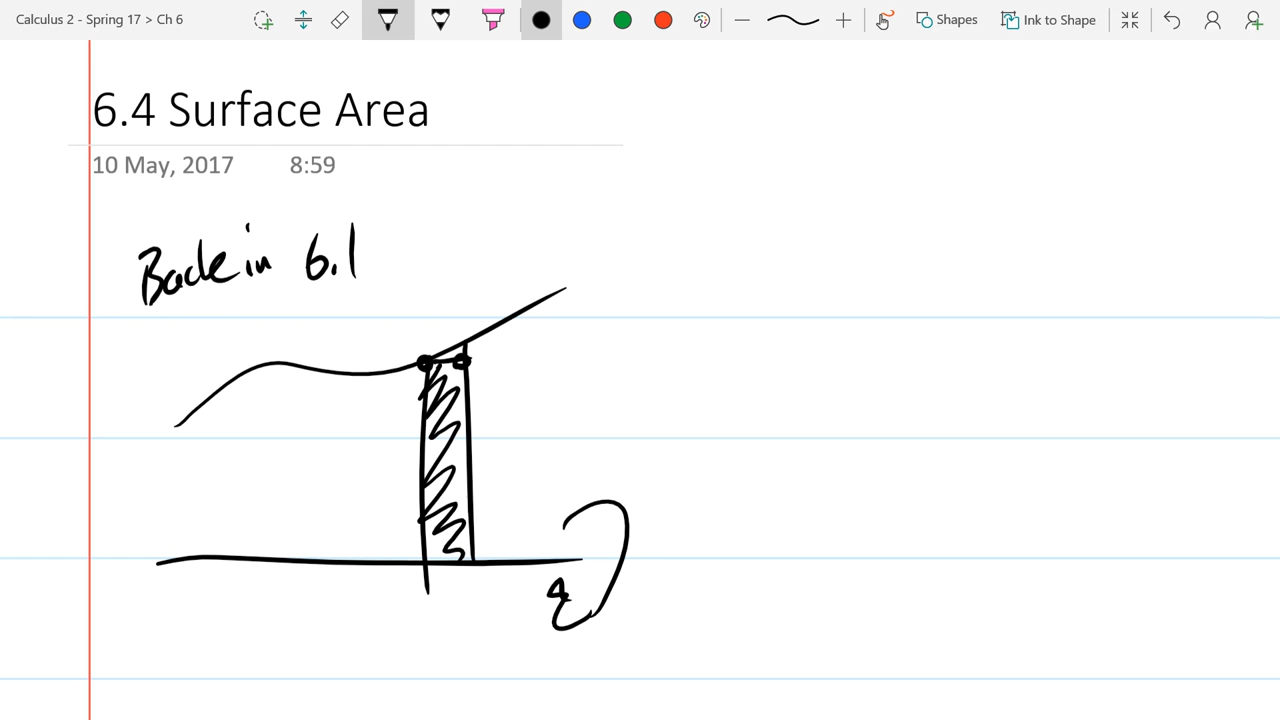 Calculus 2 - Spring 17 > Ch 6
Shapes
Ink to Shape
6.4 Surface Area
10 May, 2017 8:59
Back in 6.1